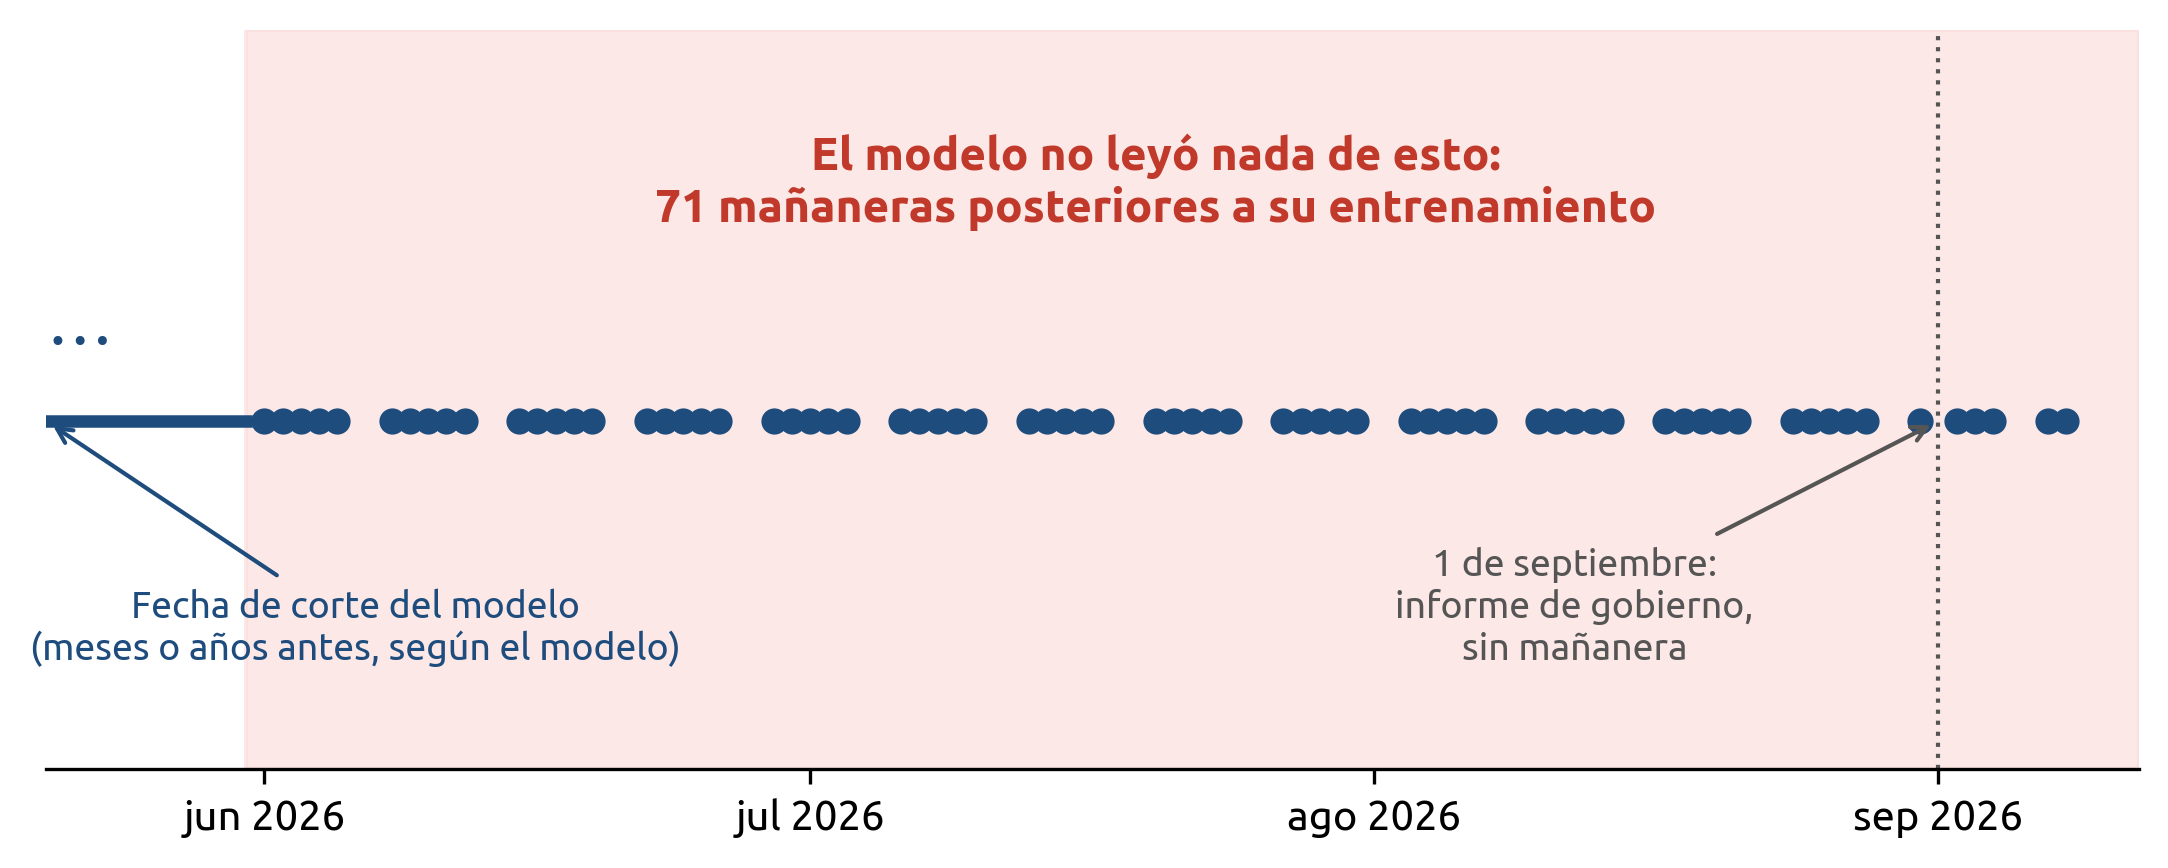 El modelo no leyó nada de esto:
71 mañaneras posteriores a su entrenamiento
...
Fecha de corte del modelo
(meses o años antes, según el modelo)
1 de septiembre:
informe de gobierno,
sin mañanera
jun 2026
jul 2026
ago 2026
sep 2026